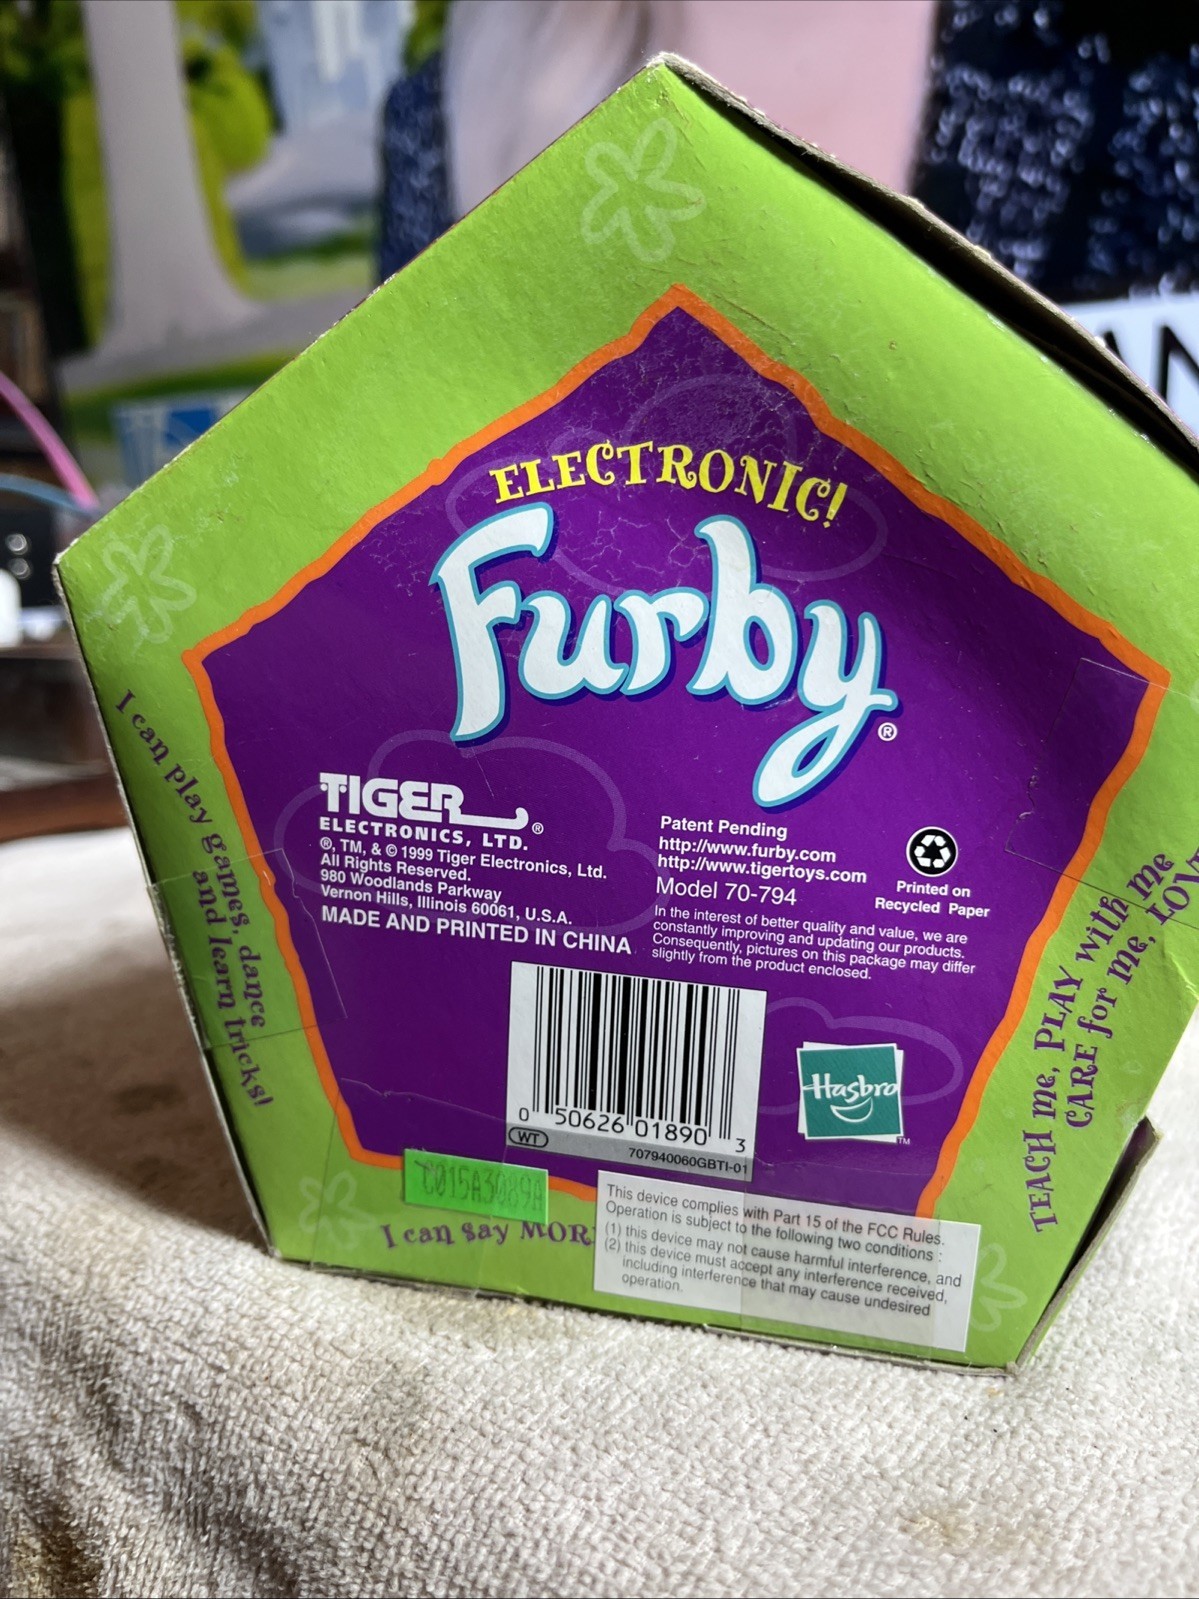 ELECTRONIC!
Furby®
TIGER®
ELECTRONICS, LTD.
®, TM, & © 1999 Tiger Electronics, Ltd.
All Rights Reserved.
980 Woodlands Parkway
Vernon Hills, Illinois 60061, U.S.A.
MADE AND PRINTED IN CHINA
Patent Pending
http://www.furby.com
http://www.tigertoys.com
Model 70-794
In the interest of better quality and value, we are
constantly improving and updating our products.
Consequently, pictures on this package may differ
slightly from the product enclosed.
Printed on
Recycled Paper
I can play games, dance
and learn tricks!
TEACH me, PLAY with me
CARE for me,
0 50626 01890 3
WT
707940060GBTI-01
Hasbro
TM
C015A3089A
I can say
This device complies with Part 15 of the FCC Rules.
Operation is subject to the following two conditions :
(1) this device may not cause harmful interference, and
(2) this device must accept any interference received,
including interference that may cause undesired
operation.